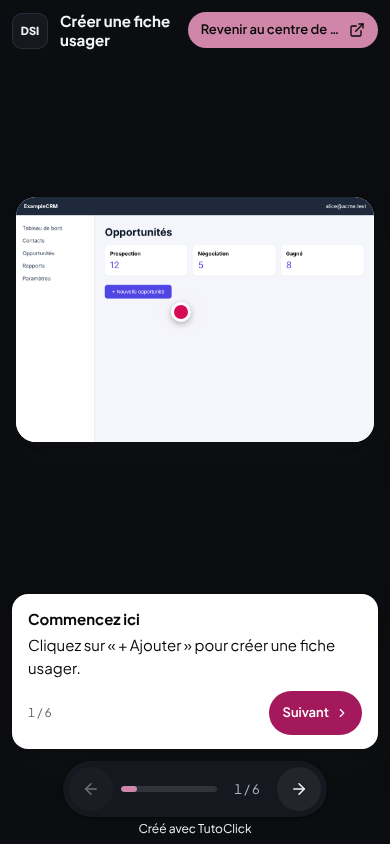 DSI
Créer une fiche
usager
Revenir au centre de ...
ExampleCRM
alice@acme.test
Tableau de bord
Contacts
Opportunités
Rapports
Paramètres
Opportunités
Prospection
12
Négociation
5
Gagné
8
+ Nouvelle opportunité
Commencez ici
Cliquez sur « + Ajouter » pour créer une fiche
usager.
1 / 6
Suivant
1 / 6
Créé avec TutoClick